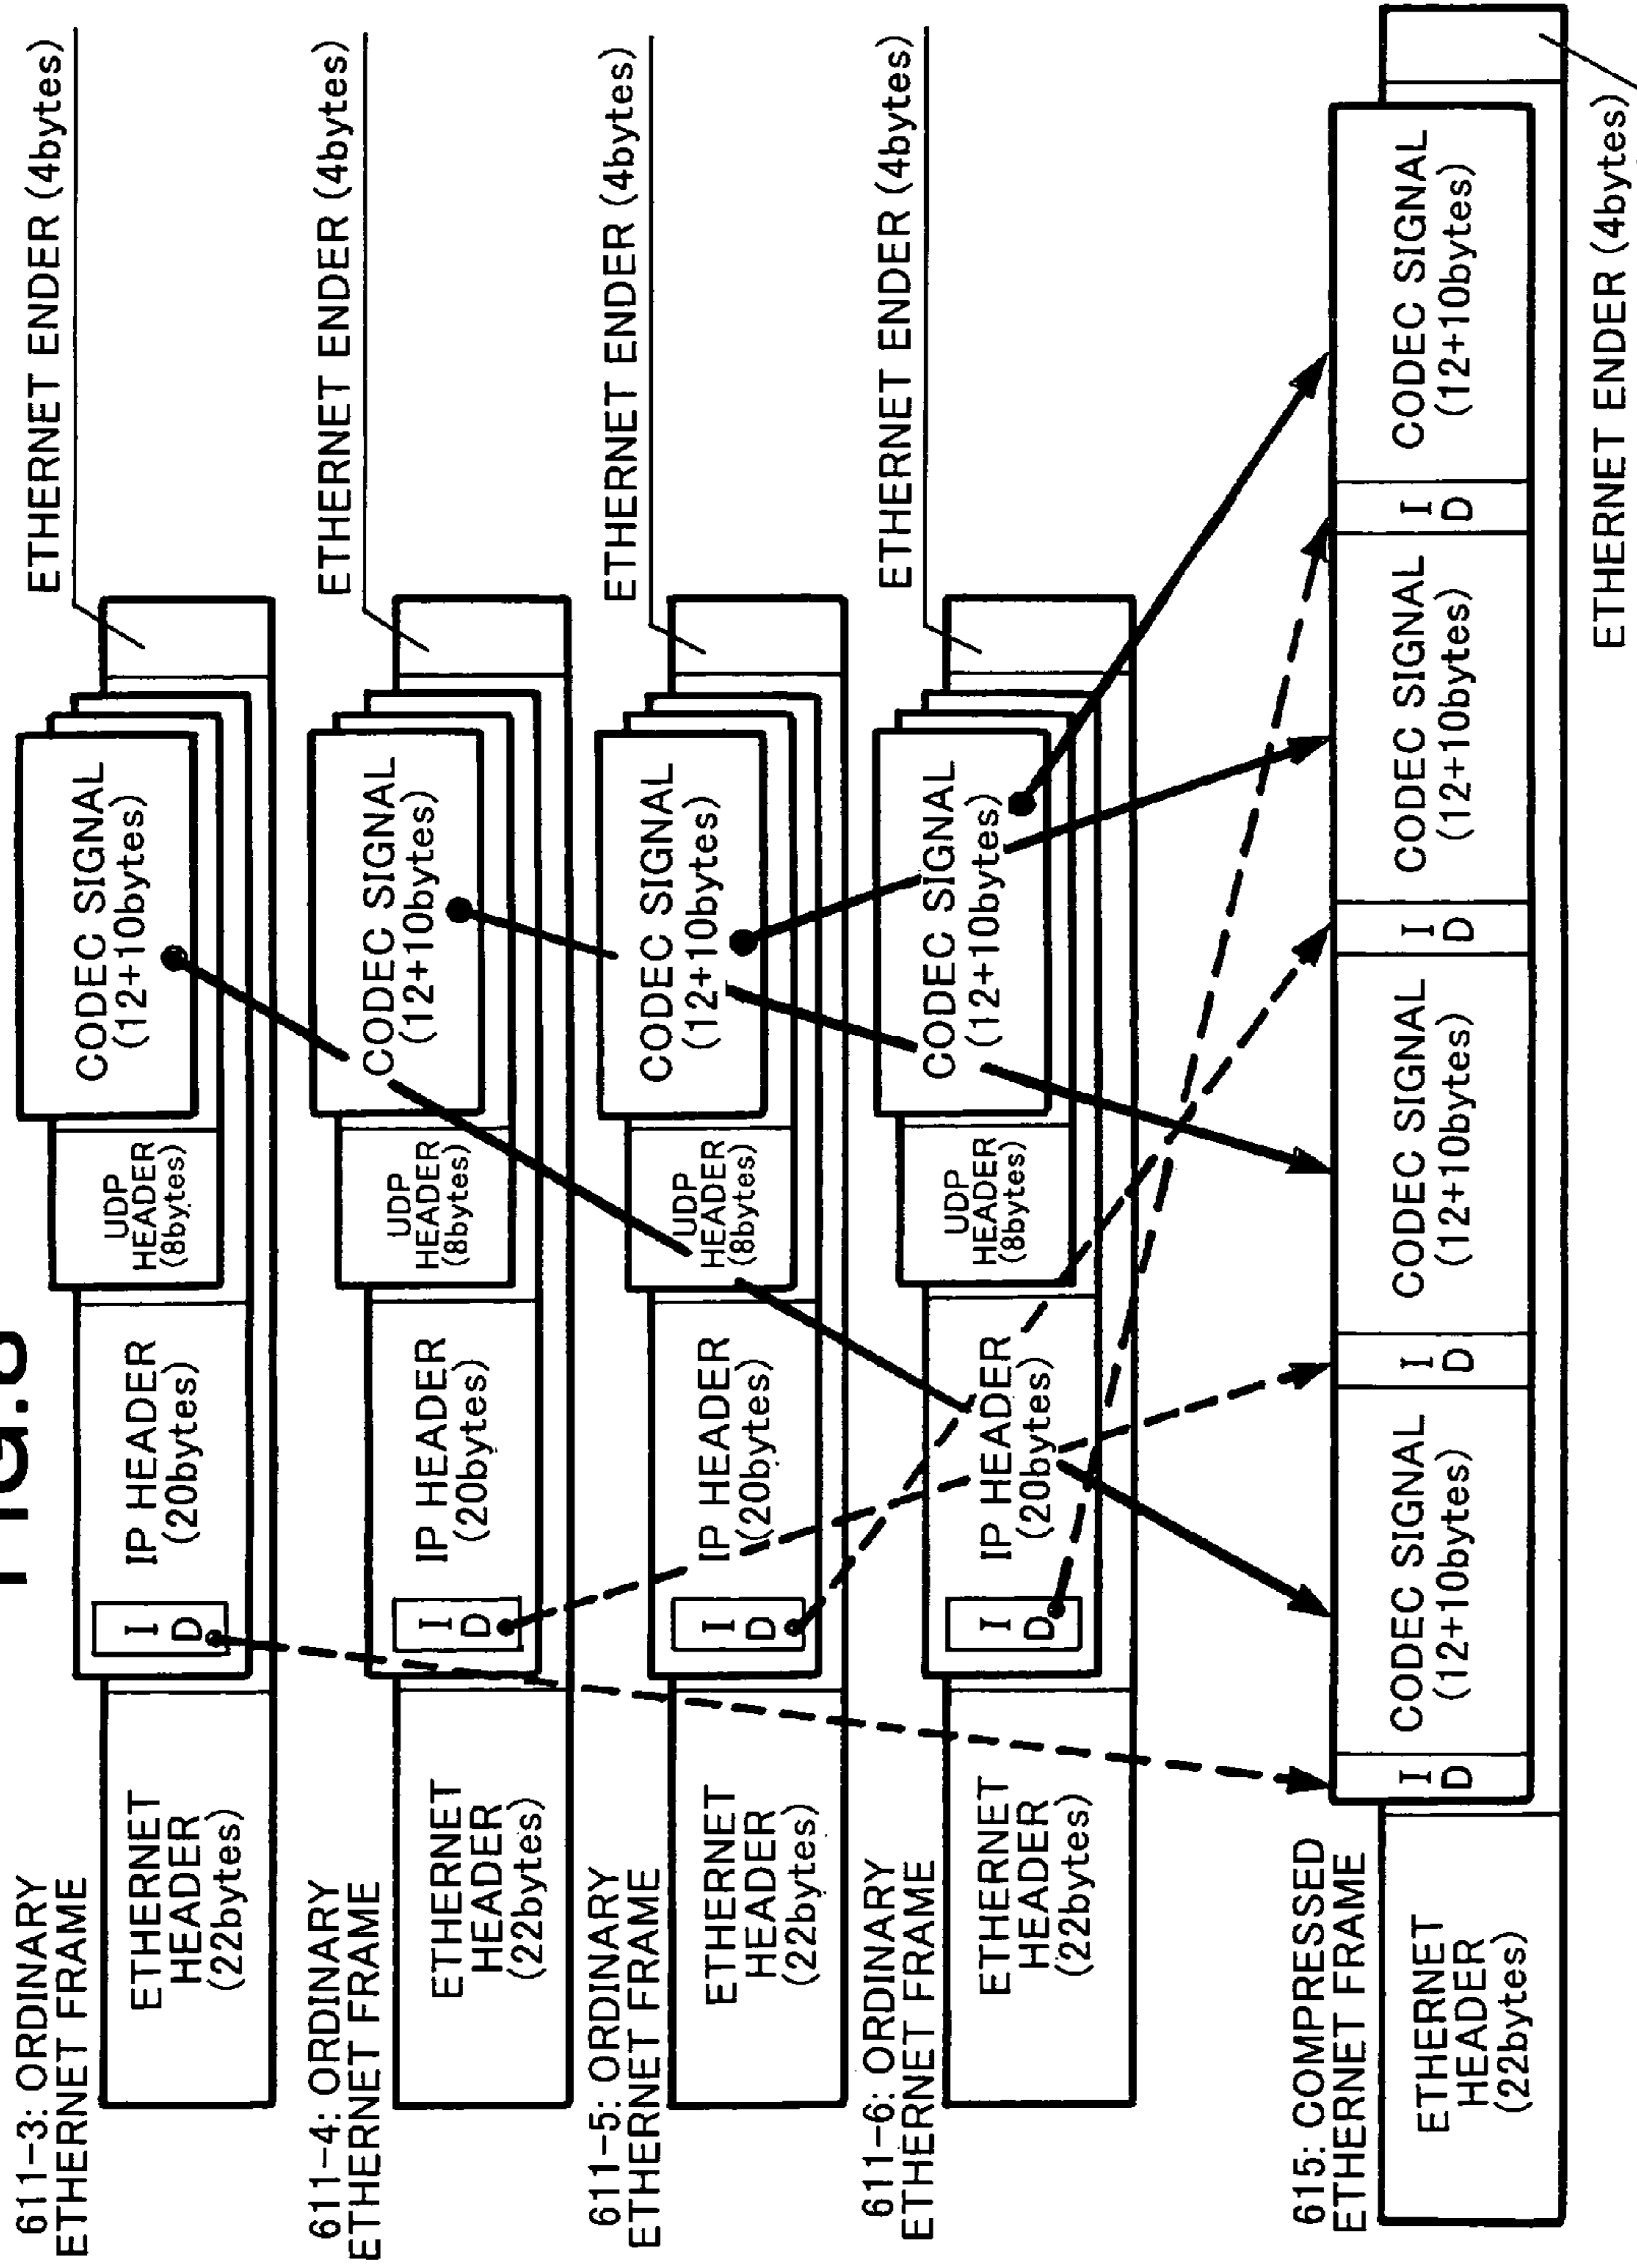 611-3: ORDINARY
ETHERNET FRAME
ETHERNET ENDER (4bytes)
ETHERNET
HEADER
(22bytes)
I
D
IP HEADER
(20bytes)
UDP
HEADER
(8bytes)
CODEC SIGNAL
(12+10bytes)
611-4: ORDINARY
ETHERNET FRAME
ETHERNET ENDER (4bytes)
ETHERNET
HEADER
(22bytes)
I
D
IP HEADER
(20bytes)
UDP
HEADER
(8bytes)
CODEC SIGNAL
(12+10bytes)
611-5: ORDINARY
ETHERNET FRAME
ETHERNET ENDER (4bytes)
ETHERNET
HEADER
(22bytes)
I
D
IP HEADER
(20bytes)
UDP
HEADER
(8bytes)
CODEC SIGNAL
(12+10bytes)
611-6: ORDINARY
ETHERNET FRAME
ETHERNET ENDER (4bytes)
ETHERNET
HEADER
(22bytes)
I
D
IP HEADER
(20bytes)
UDP
HEADER
(8bytes)
CODEC SIGNAL
(12+10bytes)
615: COMPRESSED
ETHERNET FRAME
ETHERNET
HEADER
(22bytes)
I
D
CODEC SIGNAL
(12+10bytes)
I
D
CODEC SIGNAL
(12+10bytes)
I
D
CODEC SIGNAL
(12+10bytes)
I
D
CODEC SIGNAL
(12+10bytes)
ETHERNET ENDER (4bytes)